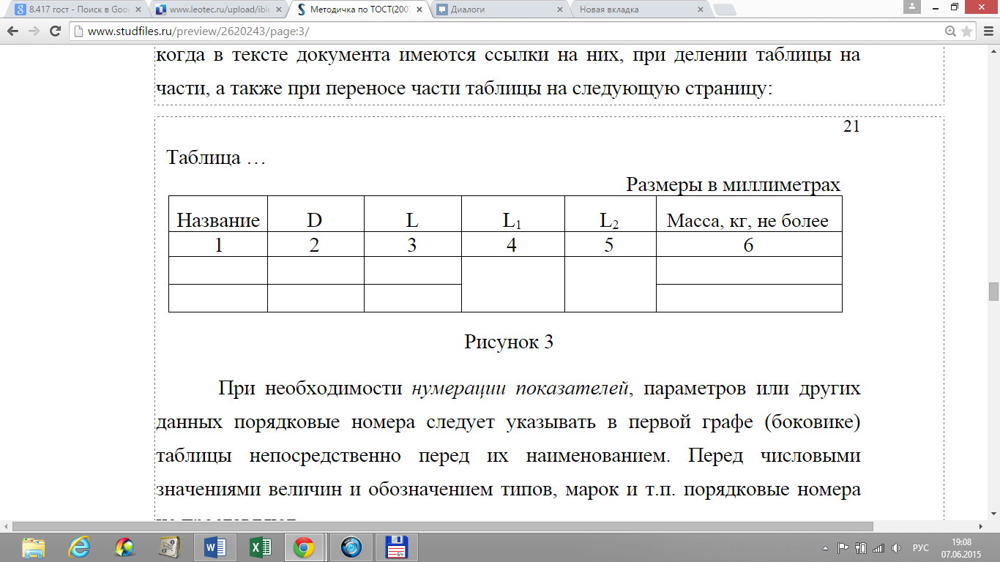 8.417 гост - Поиск в Goo
www.leotec.ru/upload/ibl
Методичка по ТОСТ(2007
Диалоги
Новая вкладка
www.studfiles.ru/preview/2620243/page:3/
когда в тексте документа имеются ссылки на них, при делении таблицы на
части, а также при переносе части таблицы на следующую страницу:
21
Таблица …
Размеры в миллиметрах
Название D L L1 L2 Масса, кг, не более
1 2 3 4 5 6
Рисунок 3
При необходимости нумерации показателей, параметров или других
данных порядковые номера следует указывать в первой графе (боковике)
таблицы непосредственно перед их наименованием. Перед числовыми
значениями величин и обозначением типов, марок и т.п. порядковые номера
РУС
19:08
07.06.2015